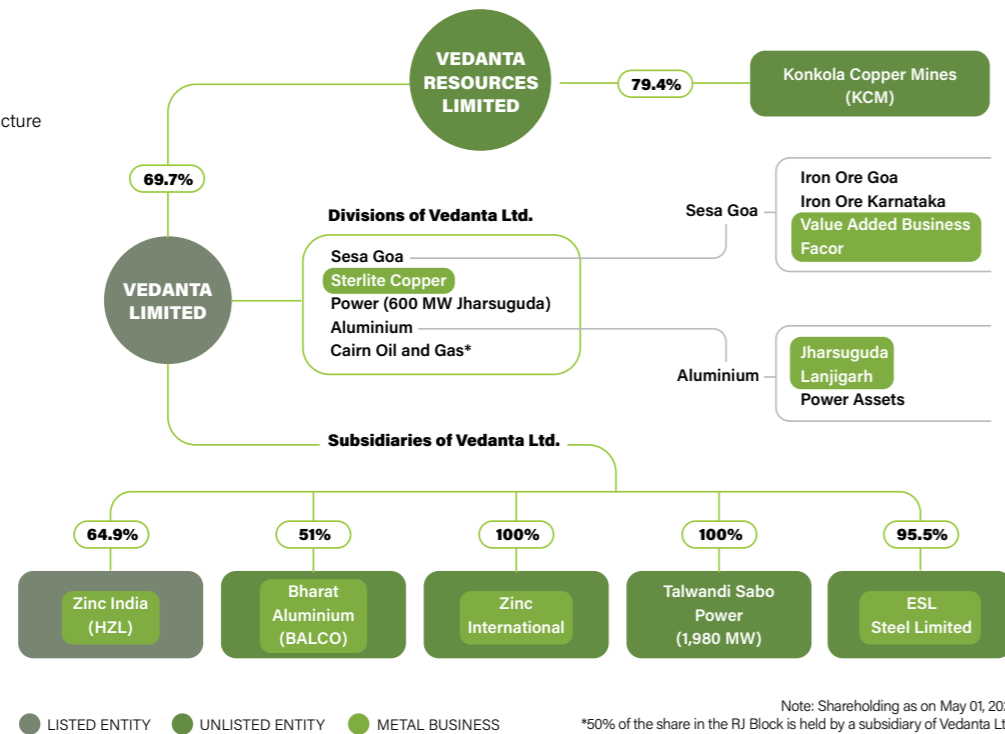 cture
VEDANTA
RESOURCES
LIMITED
79.4%
Konkola Copper Mines
(KCM)
69.7%
VEDANTA
LIMITED
Divisions of Vedanta Ltd.
Sesa Goa
Sterlite Copper
Power (600 MW Jharsuguda)
Aluminium
Cairn Oil and Gas*
Sesa Goa
Iron Ore Goa
Iron Ore Karnataka
Value Added Business
Facor
Aluminium
Jharsuguda
Lanjigarh
Power Assets
Subsidiaries of Vedanta Ltd.
64.9%
51%
100%
100%
95.5%
Zinc India
(HZL)
Bharat
Aluminium
(BALCO)
Zinc
International
Talwandi Sabo
Power
(1,980 MW)
ESL
Steel Limited
LISTED ENTITY
UNLISTED ENTITY
METAL BUSINESS
Note: Shareholding as on May 01, 202
*50% of the share in the RJ Block is held by a subsidiary of Vedanta Lt